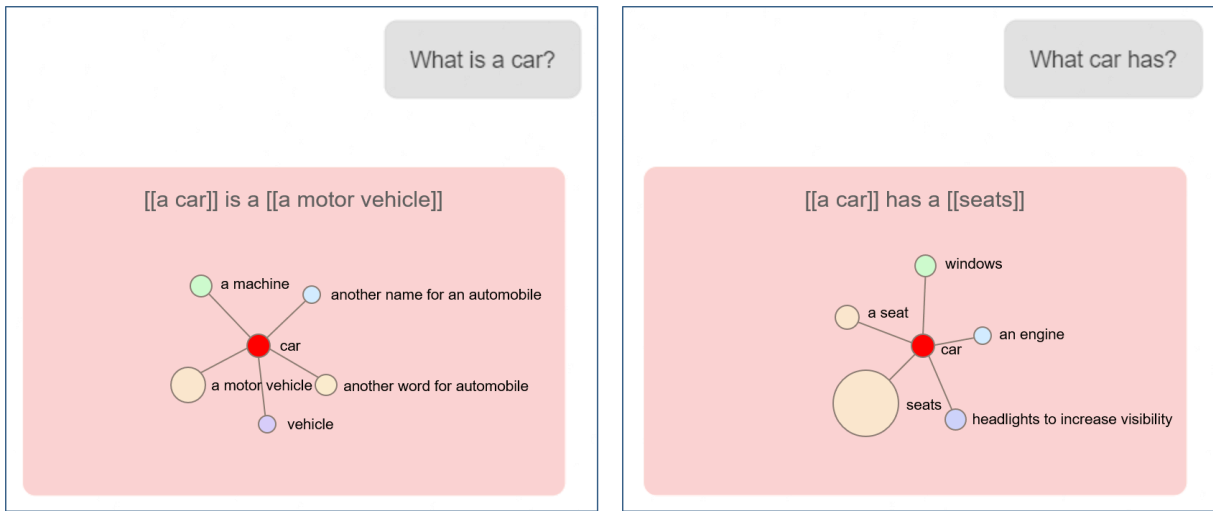 What is a car?
[[a car]] is a [[a motor vehicle]]
a machine
another name for an automobile
car
a motor vehicle
another word for automobile
vehicle
What car has?
[[a car]] has a [[seats]]
windows
a seat
an engine
car
seats
headlights to increase visibility